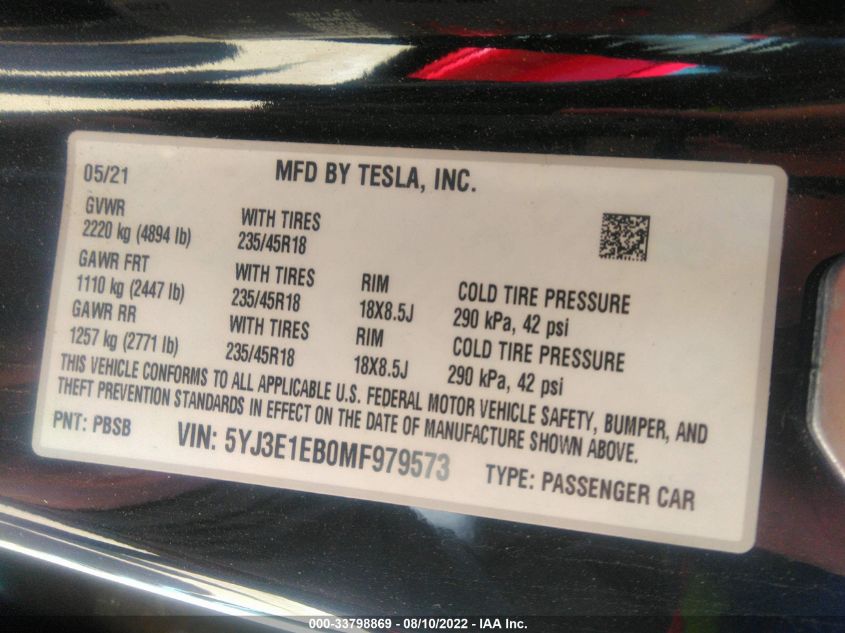 05/21
MFD BY TESLA, INC.
GVWR
2220 kg (4894 lb)
WITH TIRES
235/45R18
GAWR FRT
1110 kg (2447 lb)
WITH TIRES
235/45R18
RIM
18X8.5J
COLD TIRE PRESSURE
290 kPa, 42 psi
GAWR RR
1257 kg (2771 lb)
WITH TIRES
235/45R18
RIM
18X8.5J
COLD TIRE PRESSURE
290 kPa, 42 psi
THIS VEHICLE CONFORMS TO ALL APPLICABLE U.S. FEDERAL MOTOR VEHICLE SAFETY, BUMPER, AND
THEFT PREVENTION STANDARDS IN EFFECT ON THE DATE OF MANUFACTURE SHOWN ABOVE.
PNT: PBSB
VIN: 5YJ3E1EB0MF979573
TYPE: PASSENGER CAR
000-33798869 - 08/10/2022 - IAA Inc.